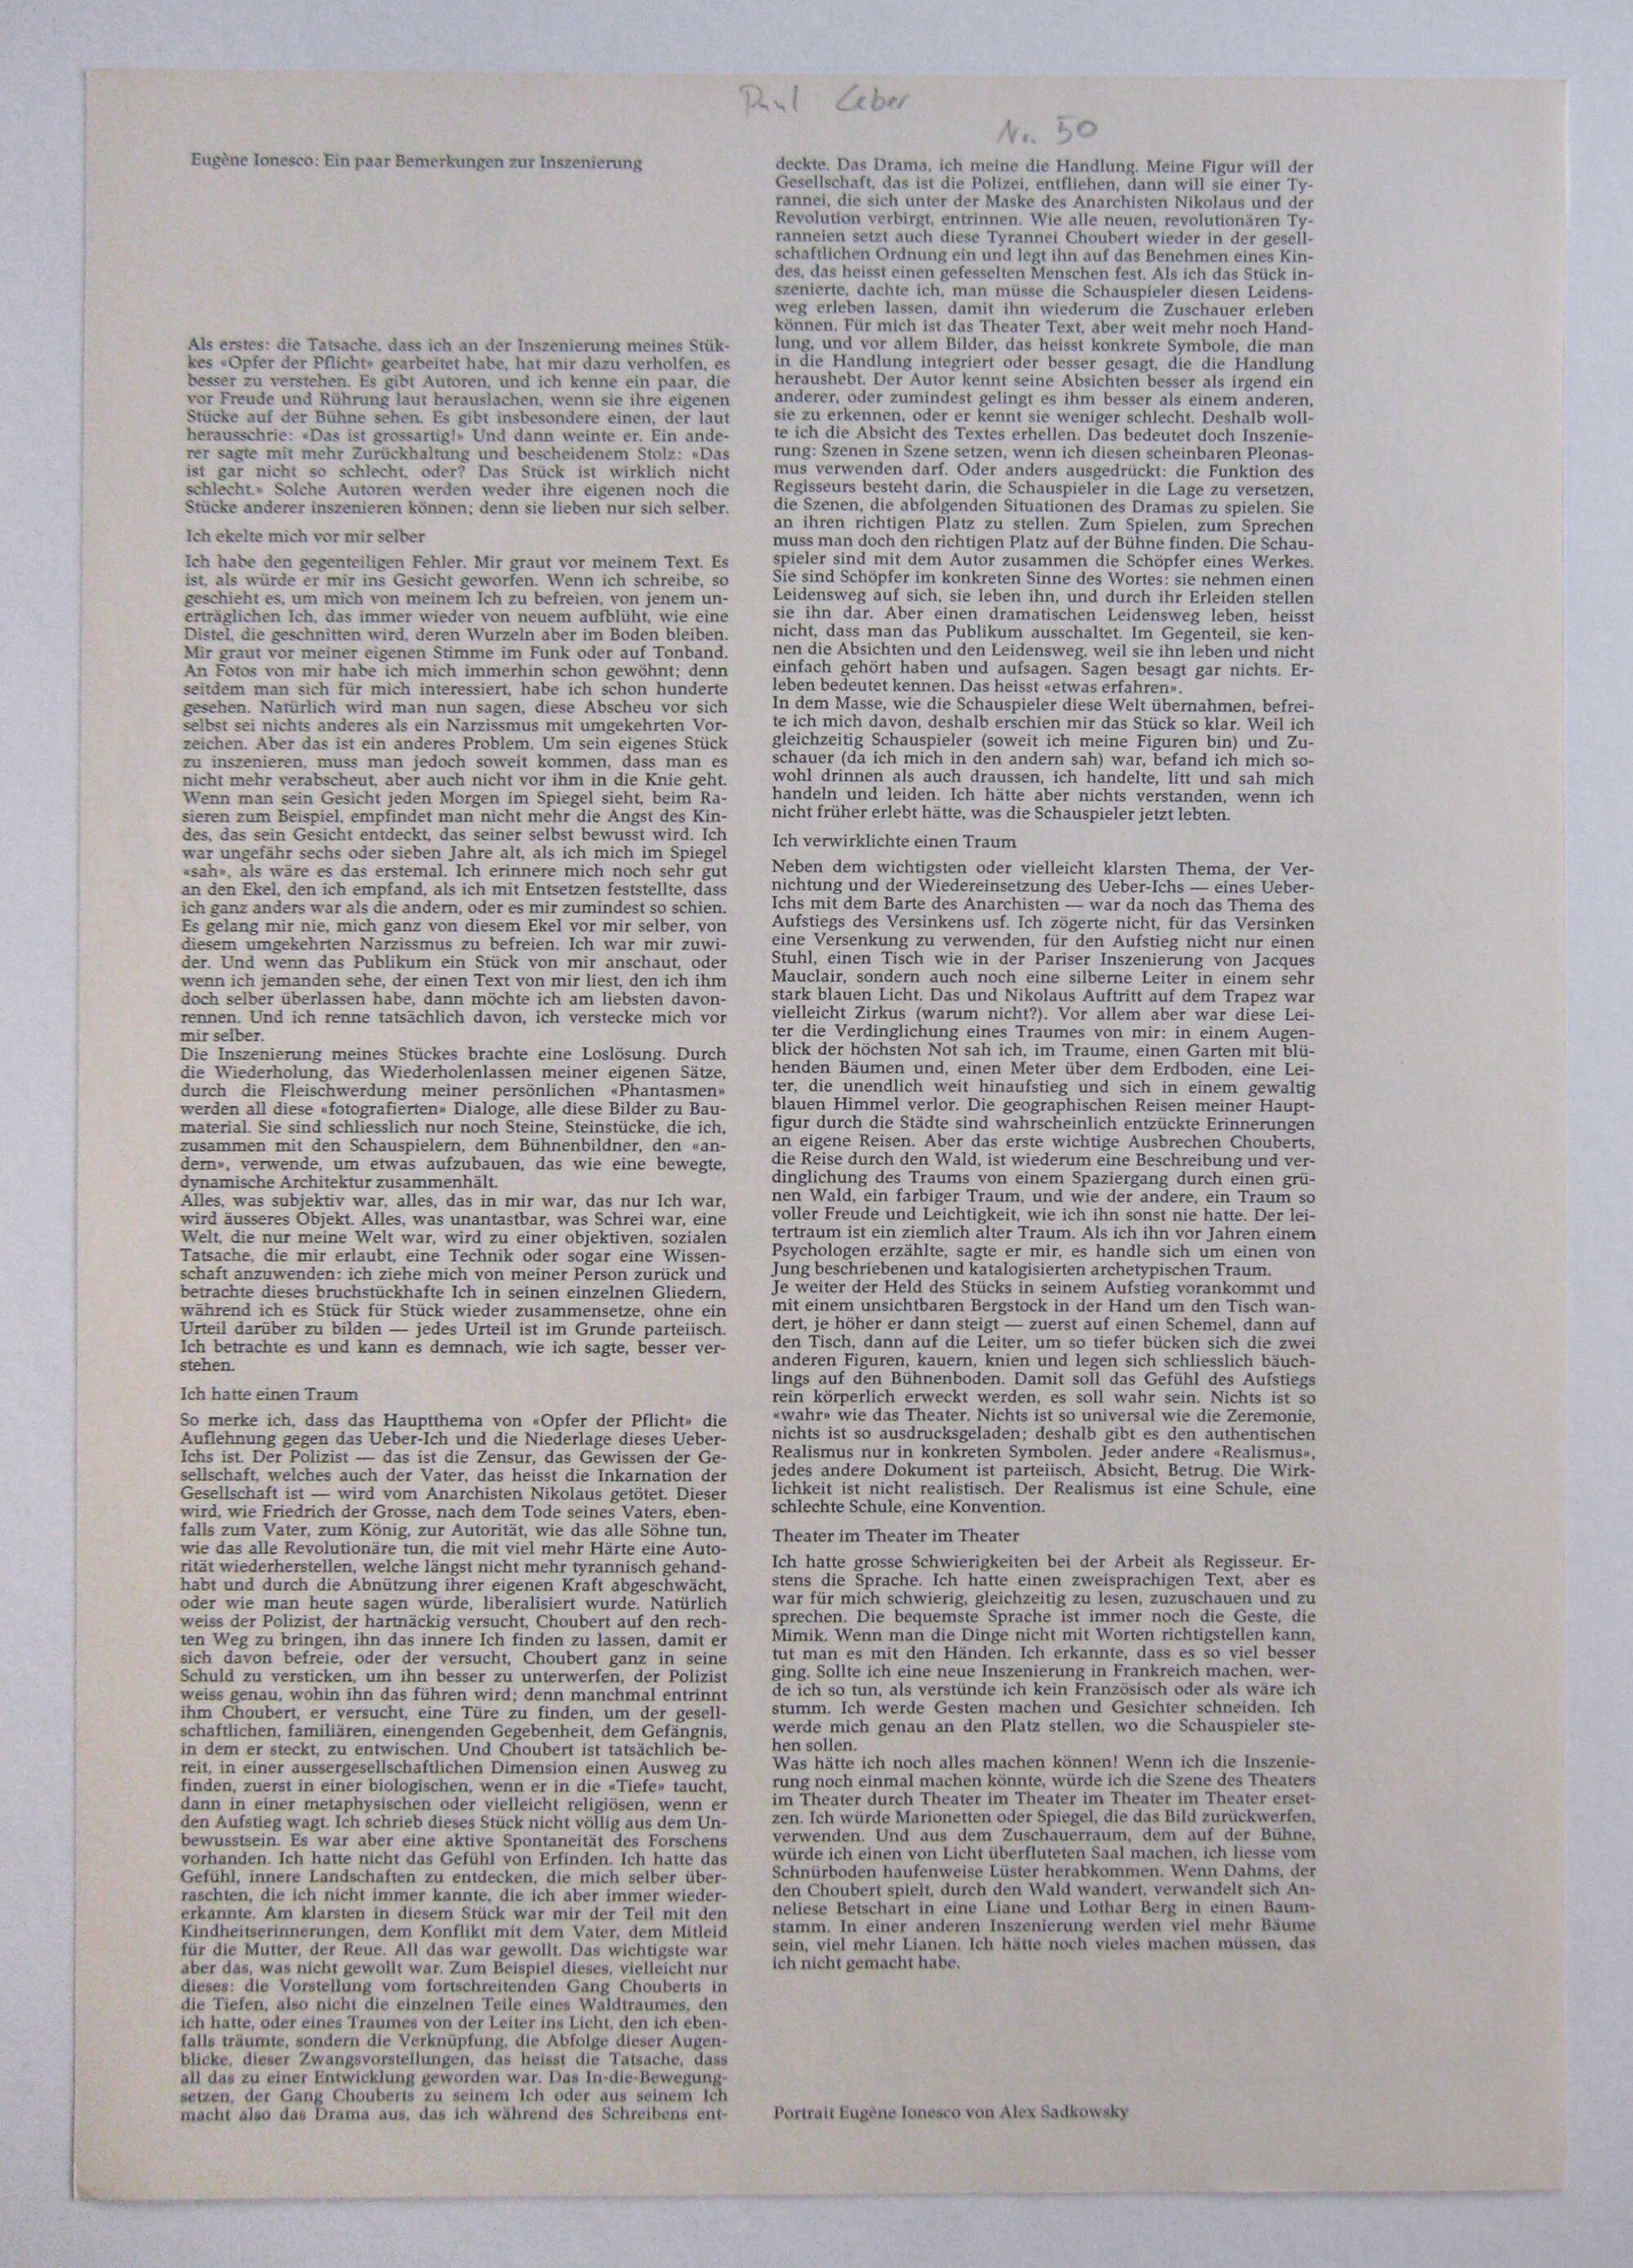 Paul
No. 50
Eugène Ionesco: Ein paar Bemerkungen zur Inszenierung
Als erstes: die Tatsache, dass ich an der Inszenierung meines Stük-
kes «Opfer der Pflicht» gearbeitet habe, hat mir dazu verholfen, es
besser zu verstehen. Es gibt Autoren, und ich kenne ein paar, die
vor Freude und Rührung laut herauslachen, wenn sie ihre eigenen
Stücke auf der Bühne sehen. Es gibt insbesondere einen, der laut
herausschrie: «Das ist grossartig!» Und dann weinte er. Ein ande-
rer sagte mit mehr Zurückhaltung und bescheidenem Stolz: «Das
ist gar nicht so schlecht, oder? Das Stück ist wirklich nicht
schlecht.» Solche Autoren werden weder ihre eigenen noch die
Stücke anderer inszenieren können; denn sie lieben nur sich selber.
Ich ekelte mich vor mir selber
Ich habe den gegenteiligen Fehler. Mir graut vor meinem Text. Es
ist, als würde er mir ins Gesicht geworfen. Wenn ich schreibe, so
geschieht es, um mich von meinem Ich zu befreien, von jenem un-
erträglichen Ich, das immer wieder von neuem aufblüht, wie eine
Distel, die geschnitten wird, deren Wurzeln aber im Boden bleiben.
Mir graut vor meiner eigenen Stimme im Funk oder auf Tonband.
An Fotos von mir habe ich mich immerhin schon gewöhnt; denn
seitdem man sich für mich interessiert, habe ich schon hunderte
gesehen. Natürlich wird man nun sagen, diese Abscheu vor sich
selbst sei nichts anderes als ein Narzissmus mit umgekehrten Vor-
zeichen. Aber das ist ein anderes Problem. Um sein eigenes Stück
zu inszenieren, muss man jedoch soweit kommen, dass man es
nicht mehr verabscheut, aber auch nicht vor ihm in die Knie geht.
Wenn man sein Gesicht jeden Morgen im Spiegel sieht, beim Ra-
sieren zum Beispiel, empfindet man nicht mehr die Angst des Kin-
des, das sein Gesicht entdeckt, das seiner selbst bewusst wird. Ich
war ungefähr sechs oder sieben Jahre alt, als ich mich im Spiegel
«sah», als wäre es das erstemal. Ich erinnere mich noch sehr gut
an den Ekel, den ich empfand, als ich mit Entsetzen feststellte, dass
ich ganz anders war als die andern, oder es mir zumindest so schien.
Es gelang mir nie, mich ganz von diesem Ekel vor mir selber, von
diesem umgekehrten Narzissmus zu befreien. Ich war mir zuwi-
der. Und wenn das Publikum ein Stück von mir anschaut, oder
wenn ich jemanden sehe, der einen Text von mir liest, den ich ihm
doch selber überlassen habe, dann möchte ich am liebsten davon-
rennen. Und ich renne tatsächlich davon, ich verstecke mich vor
mir selber.
Die Inszenierung meines Stückes brachte eine Loslösung. Durch
die Wiederholung, das Wiederholenlassen meiner eigenen Sätze,
durch die Fleischwerdung meiner persönlichen «Phantasmen»
werden all diese «fotografierten» Dialoge, alle diese Bilder zu Bau-
material. Sie sind schliesslich nur noch Steine, Steinstücke, die ich,
zusammen mit den Schauspielern, dem Bühnenbildner, den «an-
dern», verwende, um etwas aufzubauen, das wie eine bewegte,
dynamische Architektur zusammenhält.
Alles, was subjektiv war, alles, das in mir war, das nur Ich war,
wird äusseres Objekt. Alles, was unantastbar, was Schrei war, eine
Welt, die nur meine Welt war, wird zu einer objektiven, sozialen
Tatsache, die mir erlaubt, eine Technik oder sogar eine Wissen-
schaft anzuwenden: ich ziehe mich von meiner Person zurück und
betrachte dieses bruchstückhafte Ich in seinen einzelnen Gliedern,
während ich es Stück für Stück wieder zusammensetze, ohne ein
Urteil darüber zu bilden — jedes Urteil ist im Grunde parteiisch.
Ich betrachte es und kann es demnach, wie ich sagte, besser ver-
stehen.
Ich hatte einen Traum
So merke ich, dass das Hauptthema von «Opfer der Pflicht» die
Auflehnung gegen das Ueber-Ich und die Niederlage dieses Ueber-
Ichs ist. Der Polizist — das ist die Zensur, das Gewissen der Ge-
sellschaft, welches auch der Vater, das heisst die Inkarnation der
Gesellschaft ist — wird vom Anarchisten Nikolaus getötet. Dieser
wird, wie Friedrich der Grosse, nach dem Tode seines Vaters, eben-
falls zum Vater, zum König, zur Autorität, wie das alle Söhne tun,
wie das alle Revolutionäre tun, die mit viel mehr Härte eine Auto-
rität wiederherstellen, welche längst nicht mehr tyrannisch gehand-
habt und durch die Abnützung ihrer eigenen Kraft abgeschwächt,
oder wie man heute sagen würde, liberalisiert wurde. Natürlich
weiss der Polizist, der hartnäckig versucht, Choubert auf den rech-
ten Weg zu bringen, ihn das innere Ich finden zu lassen, damit er
sich davon befreie, oder der versucht, Choubert ganz in seine
Schuld zu versticken, um ihn besser zu unterwerfen, der Polizist
weiss genau, wohin ihn das führen wird; denn manchmal entrinnt
ihm Choubert, er versucht, eine Türe zu finden, um der gesell-
schaftlichen, familiären, einengenden Gegebenheit, dem Gefängnis,
in dem er steckt, zu entwischen. Und Choubert ist tatsächlich be-
reit, in einer aussergesellschaftlichen Dimension einen Ausweg zu
finden, zuerst in einer biologischen, wenn er in die «Tiefe» taucht,
dann in einer metaphysischen oder vielleicht religiösen, wenn er
den Aufstieg wagt. Ich schrieb dieses Stück nicht völlig aus dem Un-
bewusstsein. Es war aber eine aktive Spontaneität des Forschens
vorhanden. Ich hatte nicht das Gefühl von Erfinden. Ich hatte das
Gefühl, innere Landschaften zu entdecken, die mich selber über-
raschten, die ich nicht immer kannte, die ich aber immer wieder-
erkannte. Am klarsten in diesem Stück war mir der Teil mit den
Kindheitserinnerungen, dem Konflikt mit dem Vater, dem Mitleid
für die Mutter, der Reue. All das war gewollt. Das wichtigste war
aber das, was nicht gewollt war. Zum Beispiel dieses, vielleicht nur
dieses: die Vorstellung vom fortschreitenden Gang Chouberts in
die Tiefen, also nicht die einzelnen Teile eines Waldtraumes, den
ich hatte, oder eines Traumes von der Leiter ins Licht, den ich eben-
falls träumte, sondern die Verknüpfung, die Abfolge dieser Augen-
blicke, dieser Zwangsvorstellungen, das heisst die Tatsache, dass
all das zu einer Entwicklung geworden war. Das In-die-Bewegung-
setzen, der Gang Chouberts zu seinem Ich oder aus seinem Ich
macht also das Drama aus, das ich während des Schreibens ent-
deckte. Das Drama, ich meine die Handlung. Meine Figur will der
Gesellschaft, das ist die Polizei, entfliehen, dann will sie einer Ty-
rannei, die sich unter der Maske des Anarchisten Nikolaus und der
Revolution verbirgt, entrinnen. Wie alle neuen, revolutionären Ty-
ranneien setzt auch diese Tyrannei Choubert wieder in der gesell-
schaftlichen Ordnung ein und legt ihn auf das Benehmen eines Kin-
des, das heisst einen gefesselten Menschen fest. Als ich das Stück in-
szenierte, dachte ich, man müsse die Schauspieler diesen Leidens-
weg erleben lassen, damit ihn wiederum die Zuschauer erleben
können. Für mich ist das Theater Text, aber weit mehr noch Hand-
lung, und vor allem Bilder, das heisst konkrete Symbole, die man
in die Handlung integriert oder besser gesagt, die die Handlung
heraushebt. Der Autor kennt seine Absichten besser als irgend ein
anderer, oder zumindest gelingt es ihm besser als einem anderen,
sie zu erkennen, oder er kennt sie weniger schlecht. Deshalb woll-
te ich die Absicht des Textes erhellen. Das bedeutet doch Inszenie-
rung: Szenen in Szene setzen, wenn ich diesen scheinbaren Pleonas-
mus verwenden darf. Oder anders ausgedrückt: die Funktion des
Regisseurs besteht darin, die Schauspieler in die Lage zu versetzen,
die Szenen, die abfolgenden Situationen des Dramas zu spielen. Sie
an ihren richtigen Platz zu stellen. Zum Spielen, zum Sprechen
muss man doch den richtigen Platz auf der Bühne finden. Die Schau-
spieler sind mit dem Autor zusammen die Schöpfer eines Werkes.
Sie sind Schöpfer im konkreten Sinne des Wortes: sie nehmen einen
Leidensweg auf sich, sie leben ihn, und durch ihr Erleiden stellen
sie ihn dar. Aber einen dramatischen Leidensweg leben, heisst
nicht, dass man das Publikum ausschaltet. Im Gegenteil, sie ken-
nen die Absichten und den Leidensweg, weil sie ihn leben und nicht
einfach gehört haben und aufsagen. Sagen besagt gar nichts. Er-
leben bedeutet kennen. Das heisst «etwas erfahren».
In dem Masse, wie die Schauspieler diese Welt übernahmen, befrei-
te ich mich davon, deshalb erschien mir das Stück so klar. Weil ich
gleichzeitig Schauspieler (soweit ich meine Figuren bin) und Zu-
schauer (da ich mich in den andern sah) war, befand ich mich so-
wohl drinnen als auch draussen, ich handelte, litt und sah mich
handeln und leiden. Ich hätte aber nichts verstanden, wenn ich
nicht früher erlebt hätte, was die Schauspieler jetzt lebten.
Ich verwirklichte einen Traum
Neben dem wichtigsten oder vielleicht klarsten Thema, der Ver-
nichtung und der Wiedereinsetzung des Ueber-Ichs — eines Ueber-
Ichs mit dem Barte des Anarchisten — war da noch das Thema des
Aufstiegs des Versinkens usf. Ich zögerte nicht, für das Versinken
eine Versenkung zu verwenden, für den Aufstieg nicht nur einen
Stuhl, einen Tisch wie in der Pariser Inszenierung von Jacques
Mauclair, sondern auch noch eine silberne Leiter in einem sehr
stark blauen Licht. Das und Nikolaus Auftritt auf dem Trapez war
vielleicht Zirkus (warum nicht?). Vor allem aber war diese Lei-
ter die Verdinglichung eines Traumes von mir: in einem Augen-
blick der höchsten Not sah ich, im Traume, einen Garten mit blü-
henden Bäumen und, einen Meter über dem Erdboden, eine Lei-
ter, die unendlich weit hinaufstieg und sich in einem gewaltig
blauen Himmel verlor. Die geographischen Reisen meiner Haupt-
figur durch die Städte sind wahrscheinlich entzückte Erinnerungen
an eigene Reisen. Aber das erste wichtige Ausbrechen Chouberts,
die Reise durch den Wald, ist wiederum eine Beschreibung und ver-
dinglichung des Traums von einem Spaziergang durch einen grü-
nen Wald, ein farbiger Traum, und wie der andere, ein Traum so
voller Freude und Leichtigkeit, wie ich ihn sonst nie hatte. Der lei-
tertraum ist ein ziemlich alter Traum. Als ich ihn vor Jahren einem
Psychologen erzählte, sagte er mir, es handle sich um einen von
Jung beschriebenen und katalogisierten archetypischen Traum.
Je weiter der Held des Stücks in seinem Aufstieg vorankommt und
mit einem unsichtbaren Bergstock in der Hand um den Tisch wan-
dert, je höher er dann steigt — zuerst auf einen Schemel, dann auf
den Tisch, dann auf die Leiter, um so tiefer bücken sich die zwei
anderen Figuren, kauern, knien und legen sich schliesslich bäuch-
lings auf den Bühnenboden. Damit soll das Gefühl des Aufstiegs
rein körperlich erweckt werden, es soll wahr sein. Nichts ist so
«wahr» wie das Theater. Nichts ist so universal wie die Zeremonie,
nichts ist so ausdrucksgeladen; deshalb gibt es den authentischen
Realismus nur in konkreten Symbolen. Jeder andere «Realismus»,
jedes andere Dokument ist parteiisch, Absicht, Betrug. Die Wirk-
lichkeit ist nicht realistisch. Der Realismus ist eine Schule, eine
schlechte Schule, eine Konvention.
Theater im Theater im Theater
Ich hatte grosse Schwierigkeiten bei der Arbeit als Regisseur. Er-
stens die Sprache. Ich hatte einen zweisprachigen Text, aber es
war für mich schwierig, gleichzeitig zu lesen, zuzuschauen und zu
sprechen. Die bequemste Sprache ist immer noch die Geste, die
Mimik. Wenn man die Dinge nicht mit Worten richtigstellen kann,
tut man es mit den Händen. Ich erkannte, dass es so viel besser
ging. Sollte ich eine neue Inszenierung in Frankreich machen, wer-
de ich so tun, als verstünde ich kein Französisch oder als wäre ich
stumm. Ich werde Gesten machen und Gesichter schneiden. Ich
werde mich genau an den Platz stellen, wo die Schauspieler ste-
hen sollen.
Was hätte ich noch alles machen können! Wenn ich die Inszenie-
rung noch einmal machen könnte, würde ich die Szene des Theaters
im Theater durch Theater im Theater im Theater im Theater erset-
zen. Ich würde Marionetten oder Spiegel, die das Bild zurückwerfen,
verwenden. Und aus dem Zuschauerraum, dem auf der Bühne,
würde ich einen von Licht überfluteten Saal machen, ich liesse vom
Schnürboden haufenweise Lüster herabkommen. Wenn Dahms, der
den Choubert spielt, durch den Wald wandert, verwandelt sich An-
neliese Betschart in eine Liane und Lothar Berg in einen Baum-
stamm. In einer anderen Inszenierung werden viel mehr Bäume
sein, viel mehr Lianen. Ich hätte noch vieles machen müssen, das
ich nicht gemacht habe.
Portrait Eugène Ionesco von Alex Sadkowsky